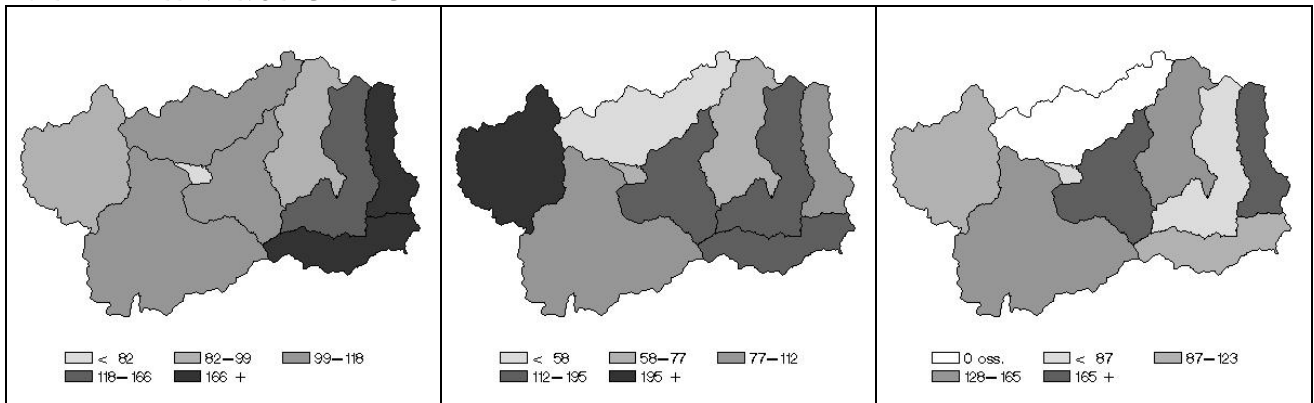 < 82 82–99 99–118
118–166 166 +
< 58 58–77 77–112
112–195 195 +
0 oss. < 87 87–123
128–165 165 +